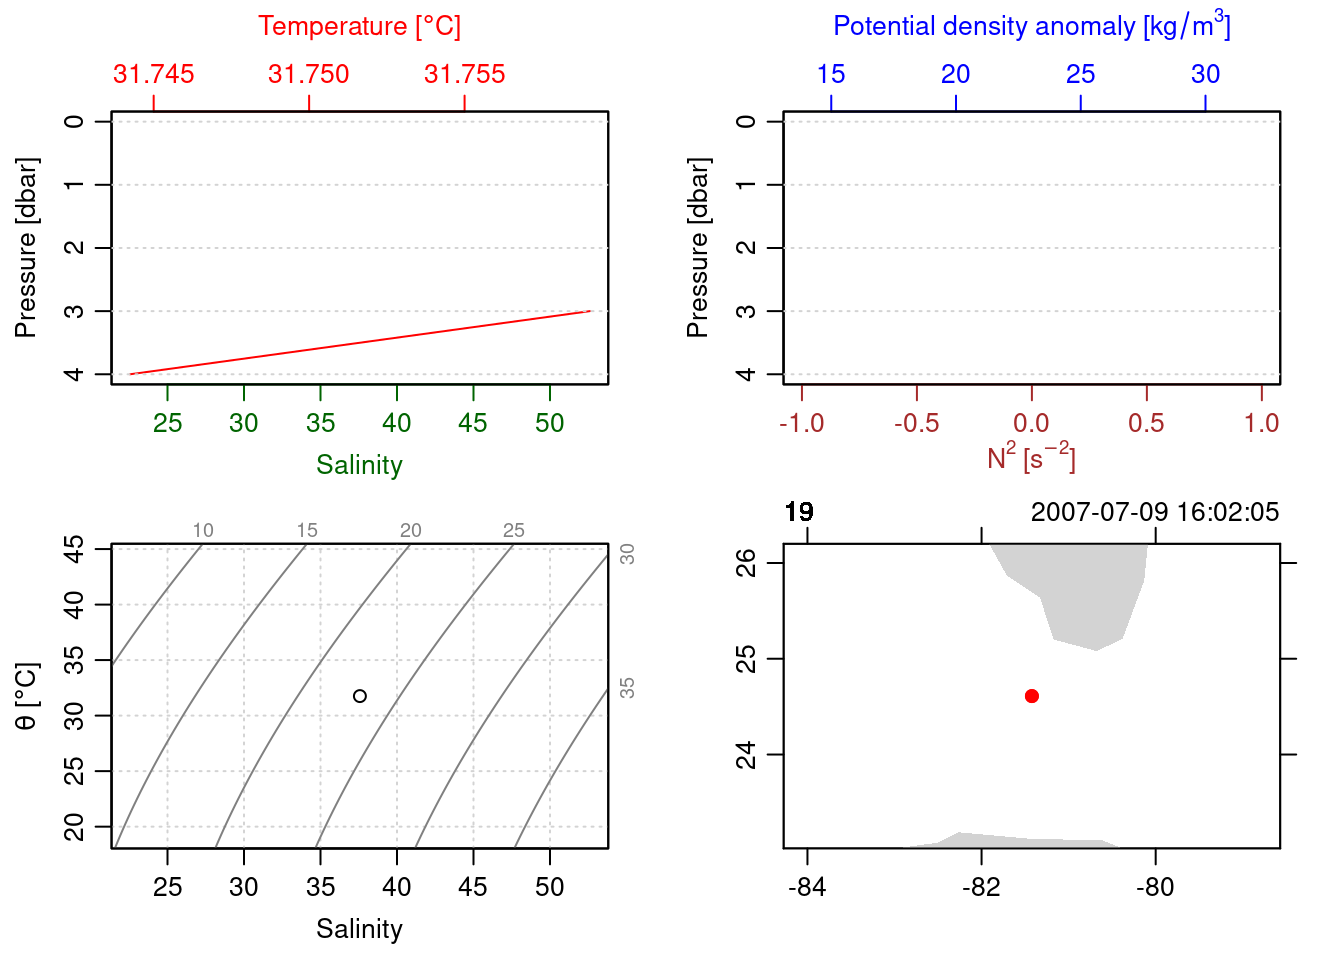 Temperature [°C]
31.745 31.750 31.755
0
1
2
3
4
Pressure [dbar]
25 30 35 40 45 50
Salinity
Potential density anomaly [kg/m³]
15 20 25 30
0
1
2
3
4
Pressure [dbar]
-1.0 -0.5 0.0 0.5 1.0
N² [s⁻²]
10 15 20 25
30
35
45
40
35
30
25
20
θ [°C]
25 30 35 40 45 50
Salinity
19 2007-07-09 16:02:05
26
25
24
-84 -82 -80